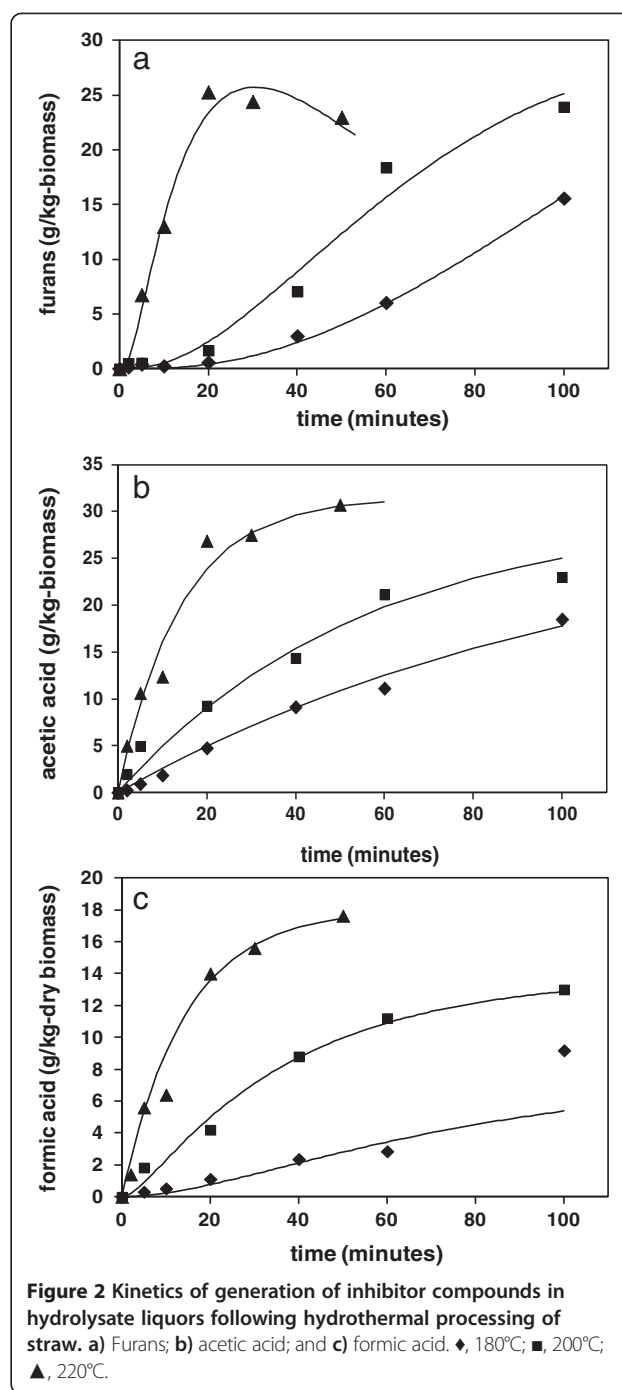 a
30
25
20
15
10
5
0
furans (g/kg-biomass)
0 20 40 60 80 100
time (minutes)
b
35
30
25
20
15
10
5
0
acetic acid (g/kg-biomass)
0 20 40 60 80 100
time (minutes)
c
20
18
16
14
12
10
8
6
4
2
0
formic acid (g/kg-dry biomass)
0 20 40 60 80 100
time (minutes)
Figure 2 Kinetics of generation of inhibitor compounds in
hydrolysate liquors following hydrothermal processing of
straw. a) Furans; b) acetic acid; and c) formic acid. ♦, 180°C; ■, 200°C;
▲, 220°C.